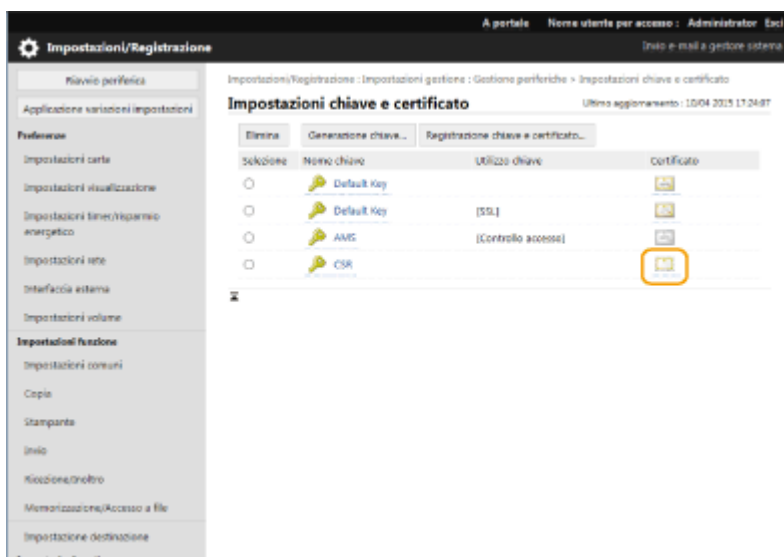 A portale Nome utente per accesso : Administrator Esci
Impostazioni/Registrazione
Invio e-mail a gestore sistema
Riavvio periferica
Applicazione variazioni impostazioni
Preferenze
Impostazioni carta
Impostazioni visualizzazione
Impostazioni timer/risparmio
energetico
Impostazioni rete
Interfaccia esterna
Impostazioni volume
Impostazioni funzione
Impostazioni comuni
Copia
Stampante
Invio
Ricezione/Inoltro
Memorizzazione/Accesso a file
Impostazione destinazione
Impostazioni/Registrazione : Impostazioni gestione : Gestione periferiche > Impostazioni chiave e certificato
Impostazioni chiave e certificato
Ultimo aggiornamento : 10/04 2015 17:24:07
Elimina Generazione chiave... Registrazione chiave e certificato...
Selezione Nome chiave Utilizzo chiave Certificato
Default Key
Default Key [SSL]
AMS [Controllo accesso]
CSR